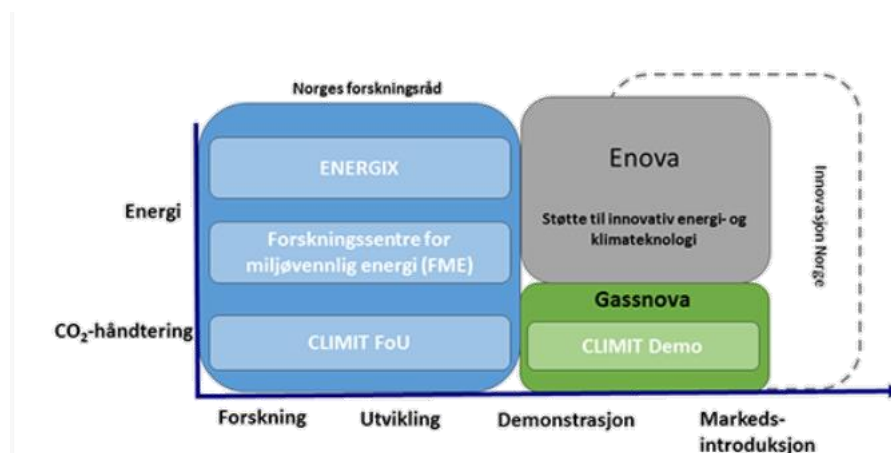 Norges forskningsråd
ENERGIX
Enova
Energi
Støtte til innovativ energi- og
klimateknologi
Forskningssentre for
miljøvennlig energi (FME)
Innovasjon Norge
Gassnova
CO₂-håndtering
CLIMIT FoU
CLIMIT Demo
Forskning
Utvikling
Demonstrasjon
Markeds-
introduksjon